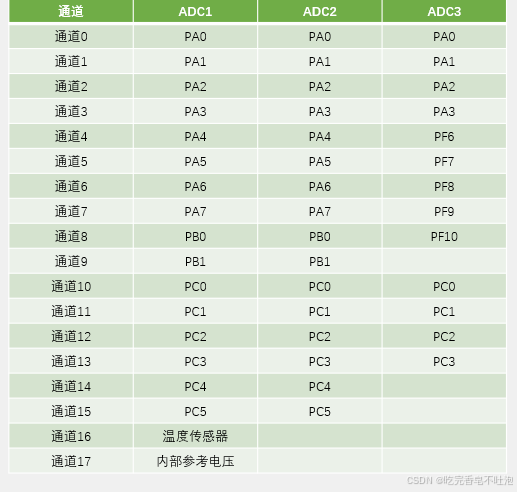 通道 ADC1 ADC2 ADC3
通道0 PA0 PA0 PA0
通道1 PA1 PA1 PA1
通道2 PA2 PA2 PA2
通道3 PA3 PA3 PA3
通道4 PA4 PA4 PF6
通道5 PA5 PA5 PF7
通道6 PA6 PA6 PF8
通道7 PA7 PA7 PF9
通道8 PB0 PB0 PF10
通道9 PB1 PB1
通道10 PC0 PC0 PC0
通道11 PC1 PC1 PC1
通道12 PC2 PC2 PC2
通道13 PC3 PC3 PC3
通道14 PC4 PC4
通道15 PC5 PC5
通道16 温度传感器
通道17 内部参考电压
CSDN @吃完香皂不吐泡